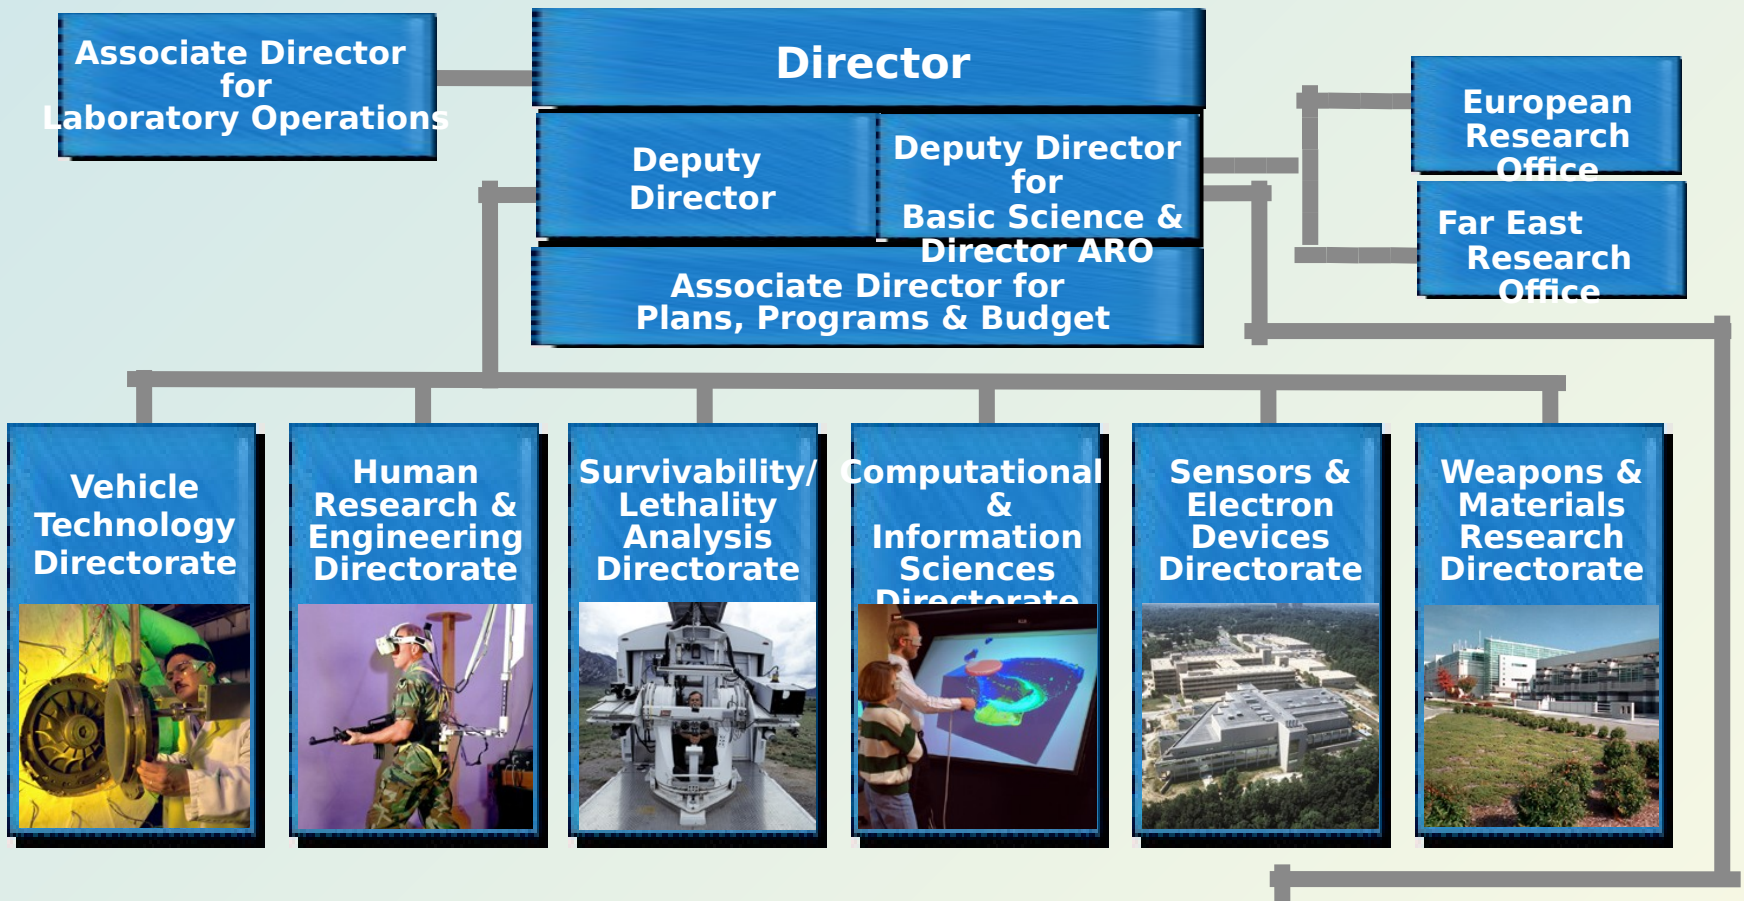 Associate Director
for
Laboratory Operations
Director
Deputy
Director
Deputy Director
for
Basic Science &
Director ARO
Associate Director for
Plans, Programs & Budget
European
Research
Office
Far East
Research
Office
Vehicle
Technology
Directorate
Human
Research &
Engineering
Directorate
Survivability/
Lethality
Analysis
Directorate
Computational
&
Information
Sciences
Directorate
Sensors &
Electron
Devices
Directorate
Weapons &
Materials
Research
Directorate